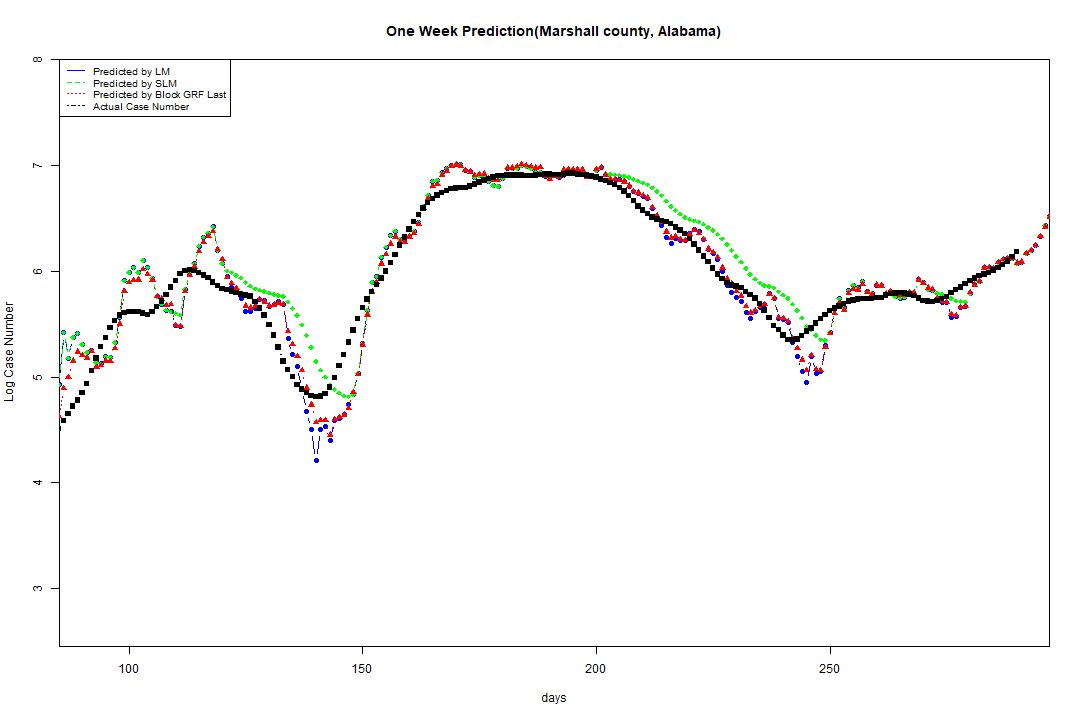 One Week Prediction(Marshall county, Alabama)
8
Predicted by LM
Predicted by SLM
Predicted by Block GRF Last
Actual Case Number
7
6
5
4
3
Log Case Number
100 150 200 250
days